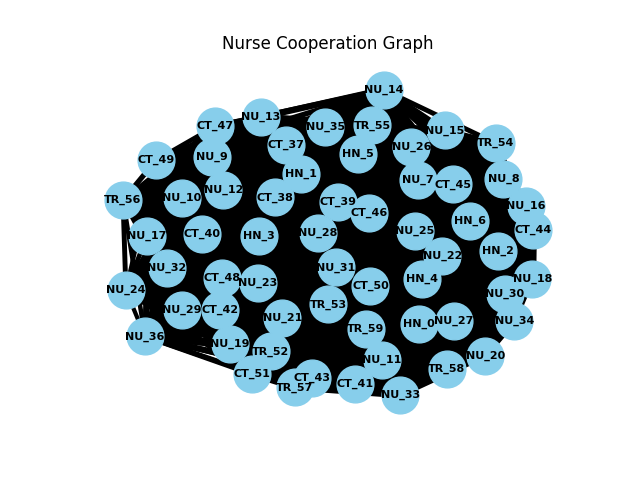 Nurse Cooperation Graph
NU_14
NU_13
CT_47
NU_35
TR_55
NU_15
TR_54
CT_37
NU_26
HN_5
NU_9
CT_49
HN_1
NU_7
CT_45
NU_8
NU_12
NU_10
CT_38
TR_56
CT_39
NU_16
CT_46
HN_6
CT_44
NU_25
NU_28
CT_40
NU_17
HN_3
HN_2
NU_22
NU_31
NU_32
CT_48
HN_4
NU_18
NU_23
CT_50
NU_24
NU_30
TR_53
NU_29
CT_42
NU_21
NU_27
NU_34
HN_0
TR_59
NU_36
NU_19
TR_52
NU_20
NU_11
TR_58
CT_51
CT_43
CT_41
TR_57
NU_33